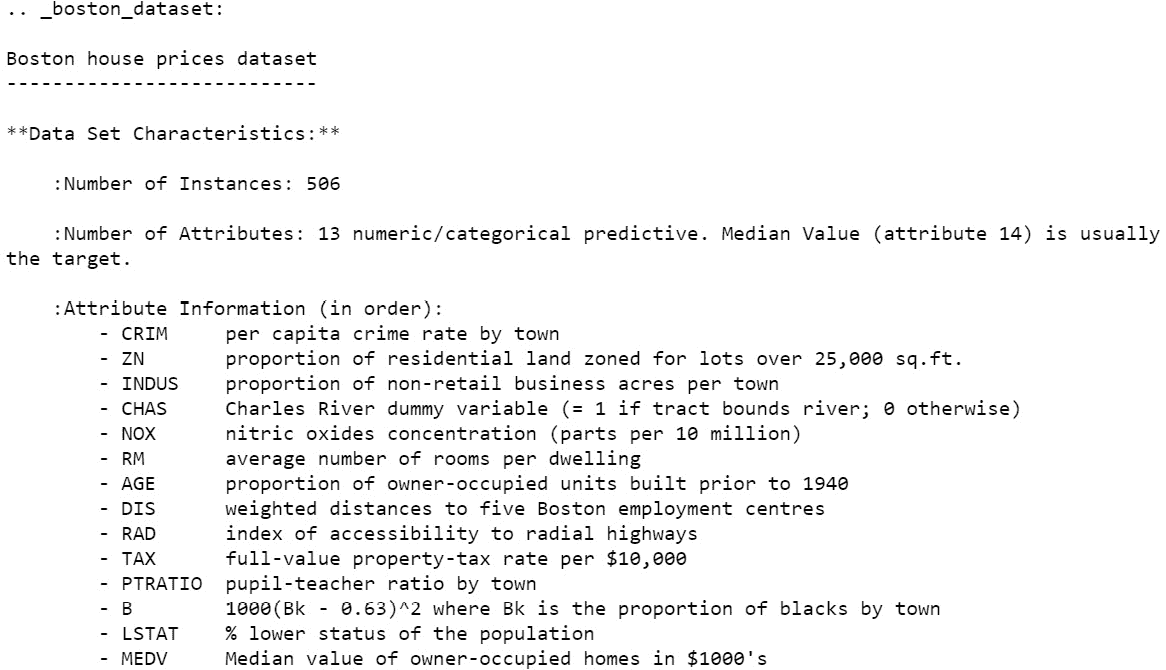 .. _boston_dataset:
Boston house prices dataset
---------------------------
**Data Set Characteristics:**
:Number of Instances: 506
:Number of Attributes: 13 numeric/categorical predictive. Median Value (attribute 14) is usually
the target.
:Attribute Information (in order):
- CRIM     per capita crime rate by town
- ZN       proportion of residential land zoned for lots over 25,000 sq.ft.
- INDUS    proportion of non-retail business acres per town
- CHAS     Charles River dummy variable (= 1 if tract bounds river; 0 otherwise)
- NOX      nitric oxides concentration (parts per 10 million)
- RM       average number of rooms per dwelling
- AGE      proportion of owner-occupied units built prior to 1940
- DIS      weighted distances to five Boston employment centres
- RAD      index of accessibility to radial highways
- TAX      full-value property-tax rate per $10,000
- PTRATIO  pupil-teacher ratio by town
- B        1000(Bk - 0.63)^2 where Bk is the proportion of blacks by town
- LSTAT    % lower status of the population
- MEDV     Median value of owner-occupied homes in $1000's